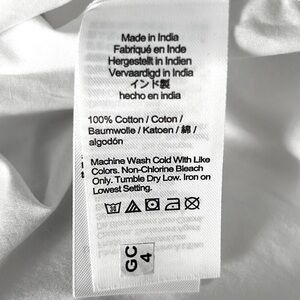 Made in India
Fabriqué en Inde
Hergestellt in Indien
Vervaardigd in India
インド製
hecho en india
100% Cotton / Coton /
Baumwolle / Katoen / 綿 /
algodón
Machine Wash Cold With Like
Colors. Non-Chlorine Bleach
Only. Tumble Dry Low. Iron on
Lowest Setting.
GC
4